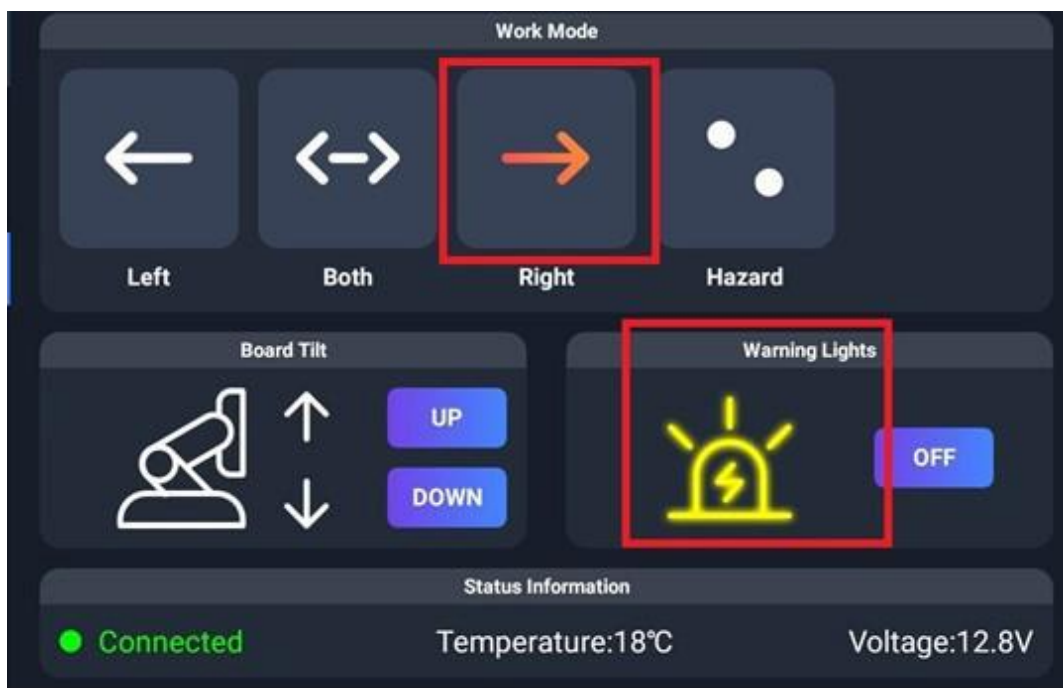 Work Mode
Left Both Right Hazard
Board Tilt
UP
DOWN
Warning Lights
OFF
Status Information
Connected Temperature:18℃ Voltage:12.8V